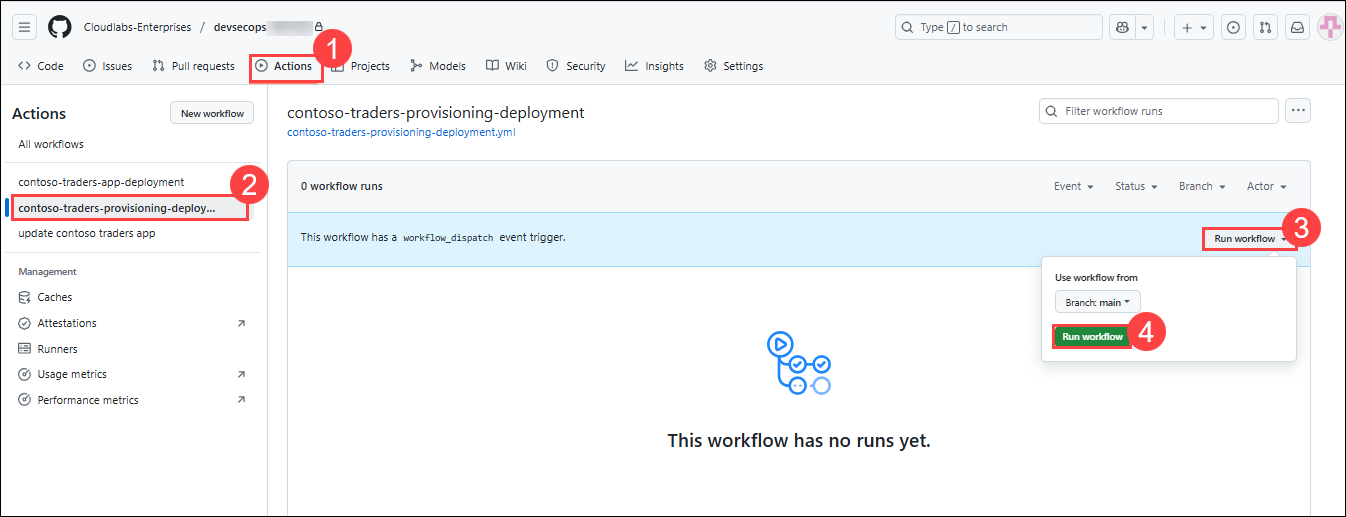 Cloudlabs-Enterprises / devsecops
Type / to search
1
Code Issues Pull requests Actions Projects Models Wiki Security Insights Settings
Actions
New workflow
All workflows
2
contoso-traders-app-deployment
contoso-traders-provisioning-deploy...
update contoso traders app
Management
Caches
Attestations
Runners
Usage metrics
Performance metrics
contoso-traders-provisioning-deployment
contoso-traders-provisioning-deployment.yml
Filter workflow runs
0 workflow runs
Event Status Branch Actor
This workflow has a workflow_dispatch event trigger.
3
Run workflow
Use workflow from
Branch: main
4
Run workflow
This workflow has no runs yet.